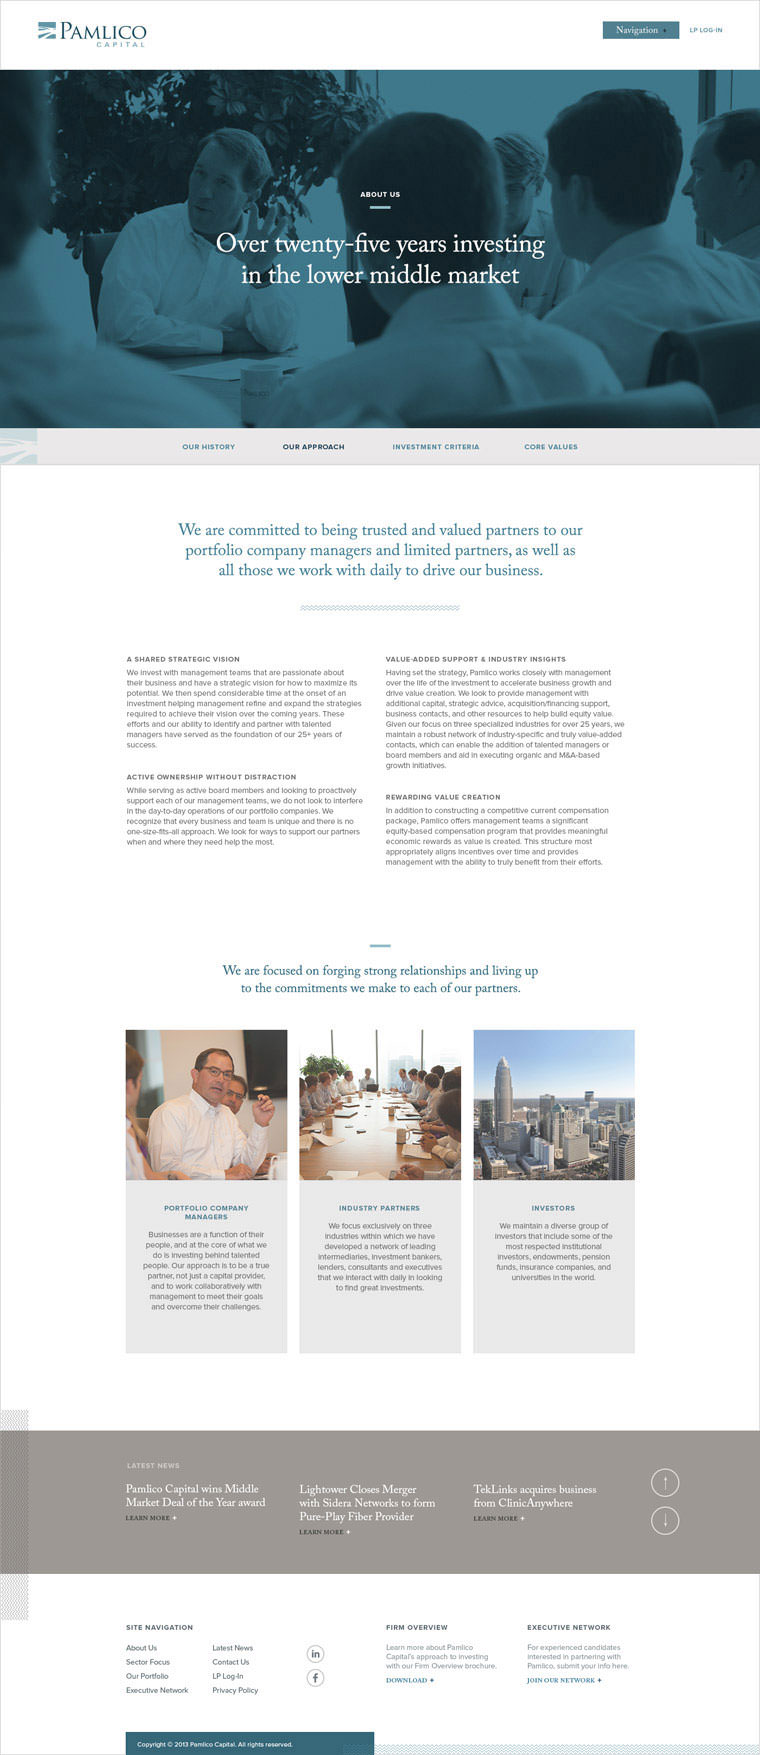 PAMLICO
CAPITAL
Navigation +
LP LOG-IN
ABOUT US
Over twenty-five years investing
in the lower middle market
PAMLICO
OUR HISTORY
OUR APPROACH
INVESTMENT CRITERIA
CORE VALUES
We are committed to being trusted and valued partners to our
portfolio company managers and limited partners, as well as
all those we work with daily to drive our business.
A SHARED STRATEGIC VISION
We invest with management teams that are passionate about
their business and have a strategic vision for how to maximize its
potential. We then spend considerable time at the onset of an
investment helping management refine and expand the strategies
required to achieve their vision over the coming years. These
efforts and our ability to identify and partner with talented
managers have served as the foundation of our 25+ years of
success.
ACTIVE OWNERSHIP WITHOUT DISTRACTION
While serving as active board members and looking to proactively
support each of our management teams, we do not look to interfere
in the day-to-day operations of our portfolio companies. We
recognize that every business and team is unique and there is no
one-size-fits-all approach. We look for ways to support our partners
when and where they need help the most.
VALUE-ADDED SUPPORT & INDUSTRY INSIGHTS
Having set the strategy, Pamlico works closely with management
over the life of the investment to accelerate business growth and
drive value creation. We look to provide management with
additional capital, strategic advice, acquisition/financing support,
business contacts, and other resources to help build equity value.
Given our focus on three specialized industries for over 25 years, we
maintain a robust network of industry-specific and truly value-added
contacts, which can enable the addition of talented managers or
board members and aid in executing organic and M&A-based
growth initiatives.
REWARDING VALUE CREATION
In addition to constructing a competitive current compensation
package, Pamlico offers management teams a significant
equity-based compensation program that provides meaningful
economic rewards as value is created. This structure most
appropriately aligns incentives over time and provides
management with the ability to truly benefit from their efforts.
We are focused on forging strong relationships and living up
to the commitments we make to each of our partners.
PORTFOLIO COMPANY
MANAGERS
Businesses are a function of their
people, and at the core of what we
do is investing behind talented
people. Our approach is to be a true
partner, not just a capital provider,
and to work collaboratively with
management to meet their goals
and overcome their challenges.
INDUSTRY PARTNERS
We focus exclusively on three
industries within which we have
developed a network of leading
intermediaries, investment bankers,
lenders, consultants and executives
that we interact with daily in looking
to find great investments.
INVESTORS
We maintain a diverse group of
investors that include some of the
most respected institutional
investors, endowments, pension
funds, insurance companies, and
universities in the world.
LATEST NEWS
Pamlico Capital wins Middle
Market Deal of the Year award
LEARN MORE +
Lightower Closes Merger
with Sidera Networks to form
Pure-Play Fiber Provider
LEARN MORE +
TekLinks acquires business
from ClinicAnywhere
LEARN MORE +
SITE NAVIGATION
About Us
Sector Focus
Our Portfolio
Executive Network
Latest News
Contact Us
LP Log-In
Privacy Policy
in
f
FIRM OVERVIEW
Learn more about Pamlico
Capital's approach to investing
with our Firm Overview brochure.
DOWNLOAD +
EXECUTIVE NETWORK
For experienced candidates
interested in partnering with
Pamlico, submit your info here.
JOIN OUR NETWORK +
Copyright © 2013 Pamlico Capital. All rights reserved.